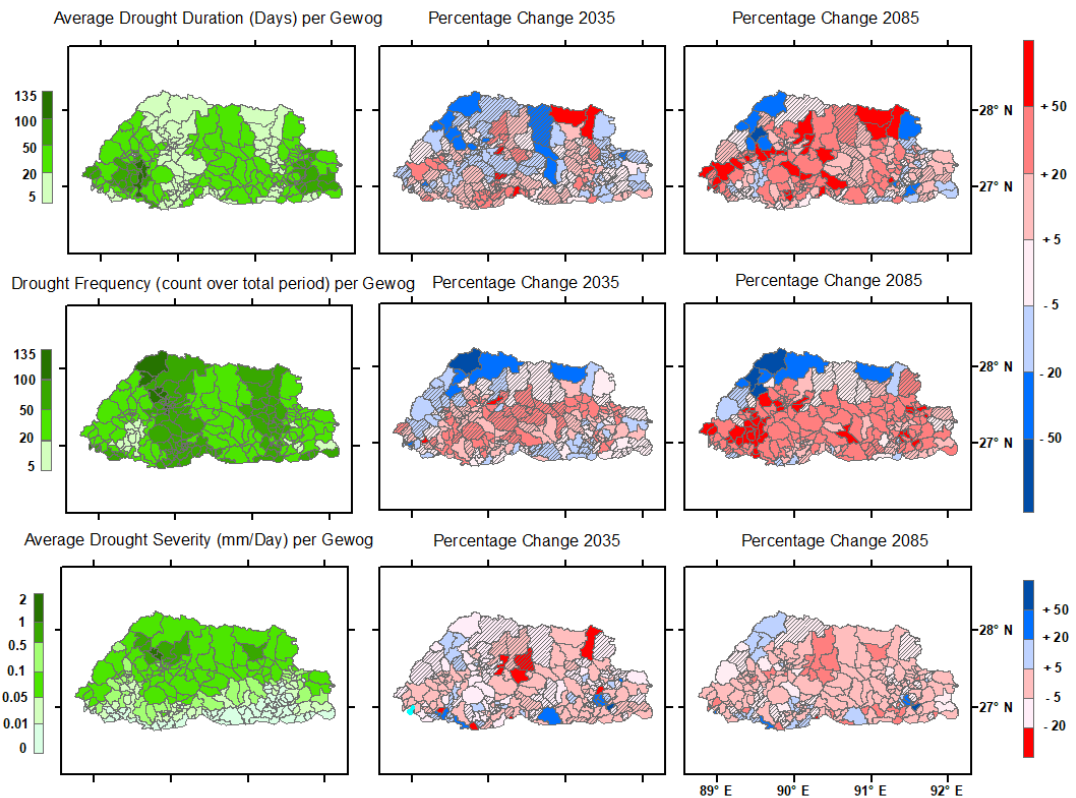 Average Drought Duration (Days) per Gewog
Percentage Change 2035
Percentage Change 2085
135
100
50
20
5
28° N
27° N
+ 50
+ 20
+ 5
- 5
- 20
- 50
Drought Frequency (count over total period) per Gewog
Percentage Change 2035
Percentage Change 2085
135
100
50
20
5
28° N
27° N
Average Drought Severity (mm/Day) per Gewog
Percentage Change 2035
Percentage Change 2085
2
1
0.5
0.1
0.05
0.01
0
28° N
27° N
+ 50
+ 20
+ 5
- 5
- 20
89° E 90° E 91° E 92° E